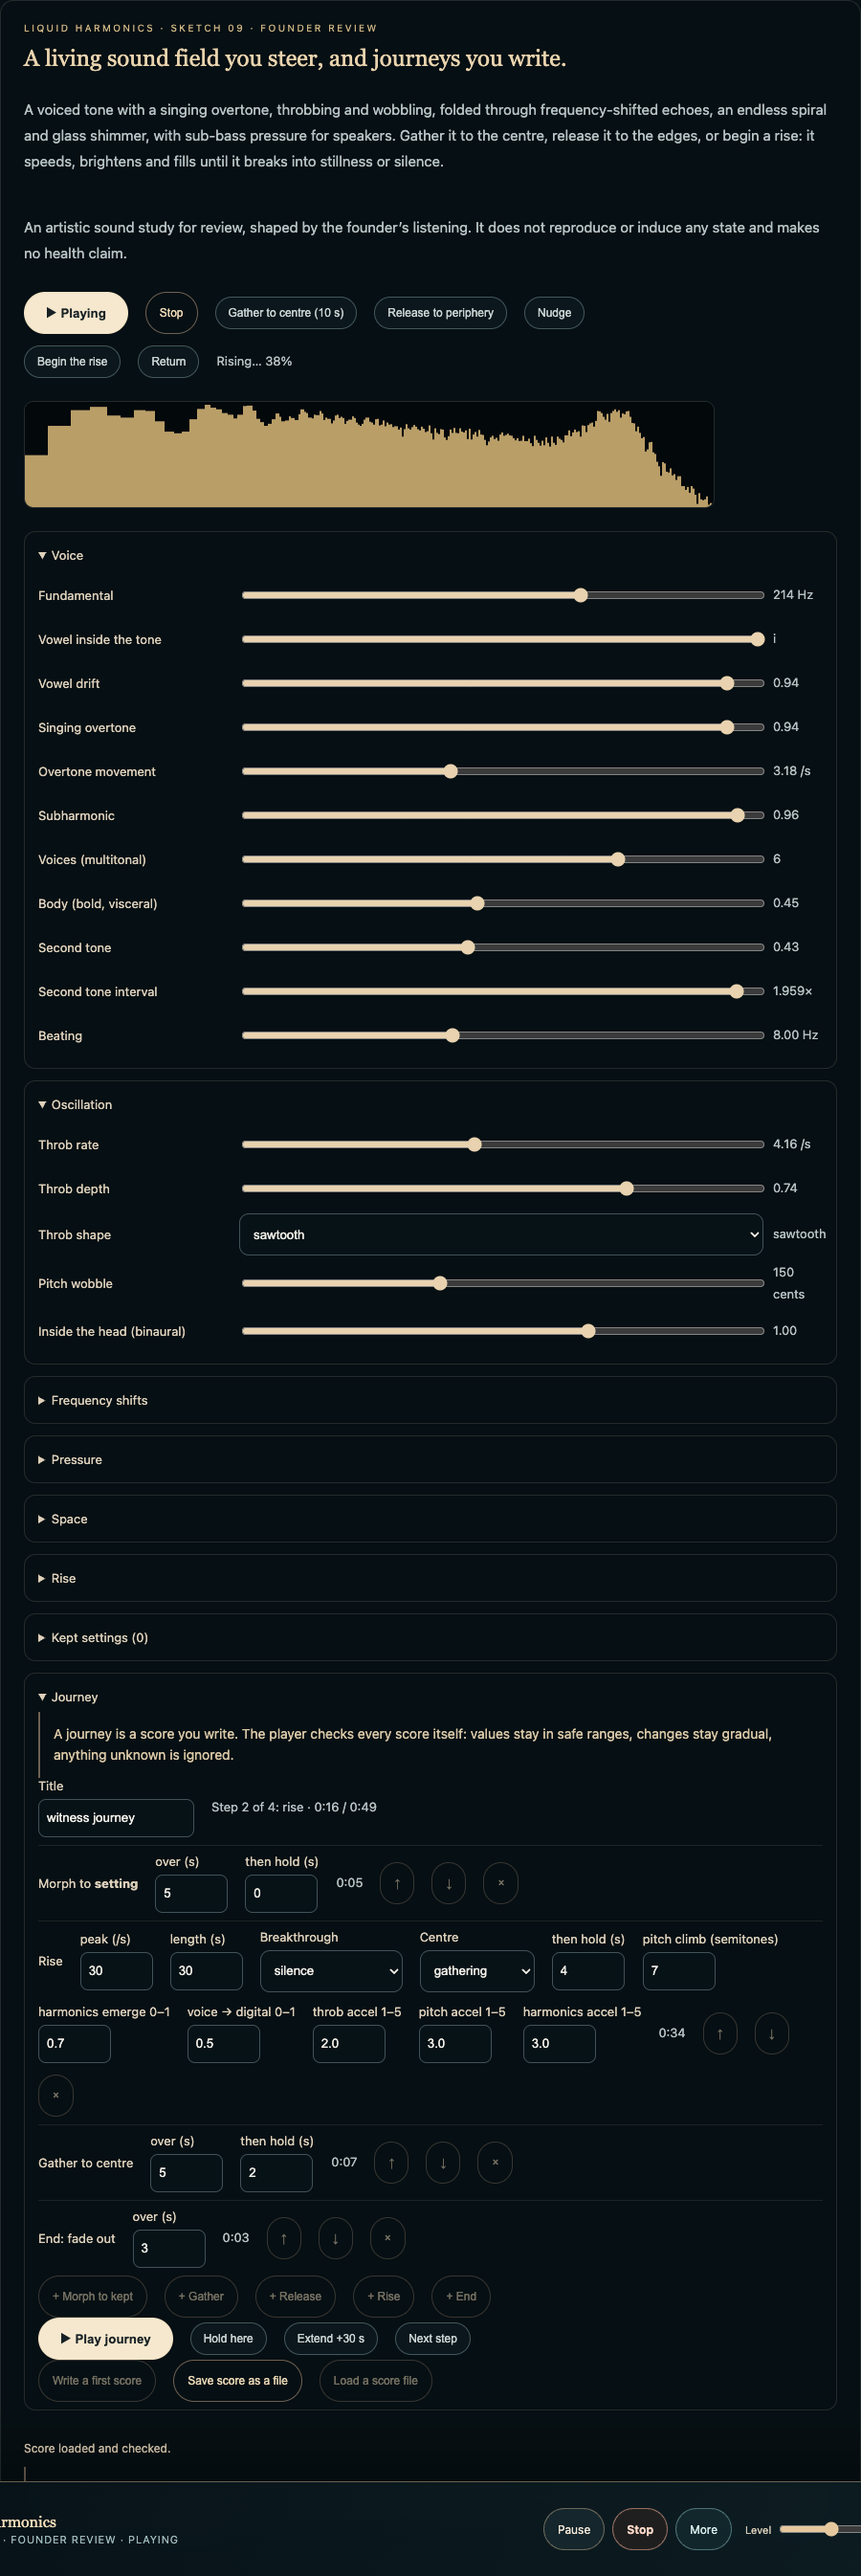 LIQUID HARMONICS · SKETCH 09 · FOUNDER REVIEW
A living sound field you steer, and journeys you write.
A voiced tone with a singing overtone, throbbing and wobbling, folded through frequency-shifted echoes, an endless spiral
and glass shimmer, with sub-bass pressure for speakers. Gather it to the centre, release it to the edges, or begin a rise: it
speeds, brightens and fills until it breaks into stillness or silence.
An artistic sound study for review, shaped by the founder’s listening. It does not reproduce or induce any state and makes
no health claim.
▶ Playing Stop Gather to centre (10 s) Release to periphery Nudge
Begin the rise Return Rising… 38%
▼ Voice
Fundamental 214 Hz
Vowel inside the tone i
Vowel drift 0.94
Singing overtone 0.94
Overtone movement 3.18 /s
Subharmonic 0.96
Voices (multitonal) 6
Body (bold, visceral) 0.45
Second tone 0.43
Second tone interval 1.959×
Beating 8.00 Hz
▼ Oscillation
Throb rate 4.16 /s
Throb depth 0.74
Throb shape sawtooth sawtooth
Pitch wobble 150 cents
Inside the head (binaural) 1.00
▶ Frequency shifts
▶ Pressure
▶ Space
▶ Rise
▶ Kept settings (0)
▼ Journey
A journey is a score you write. The player checks every score itself: values stay in safe ranges, changes stay gradual,
anything unknown is ignored.
Title
witness journey Step 2 of 4: rise · 0:16 / 0:49
over (s) then hold (s)
Morph to setting 5 0 0:05 ↑ ↓ ×
peak (/s) length (s) Breakthrough Centre then hold (s) pitch climb (semitones)
Rise 30 30 silence gathering 4 7
harmonics emerge 0–1 voice → digital 0–1 throb accel 1–5 pitch accel 1–5 harmonics accel 1–5
0.7 0.5 2.0 3.0 3.0 0:34 ↑ ↓
×
over (s) then hold (s)
Gather to centre 5 2 0:07 ↑ ↓ ×
over (s)
End: fade out 3 0:03 ↑ ↓ ×
+ Morph to kept + Gather + Release + Rise + End
▶ Play journey Hold here Extend +30 s Next step
Write a first score Save score as a file Load a score file
Score loaded and checked.
rmonics
· FOUNDER REVIEW · PLAYING
Pause Stop More Level